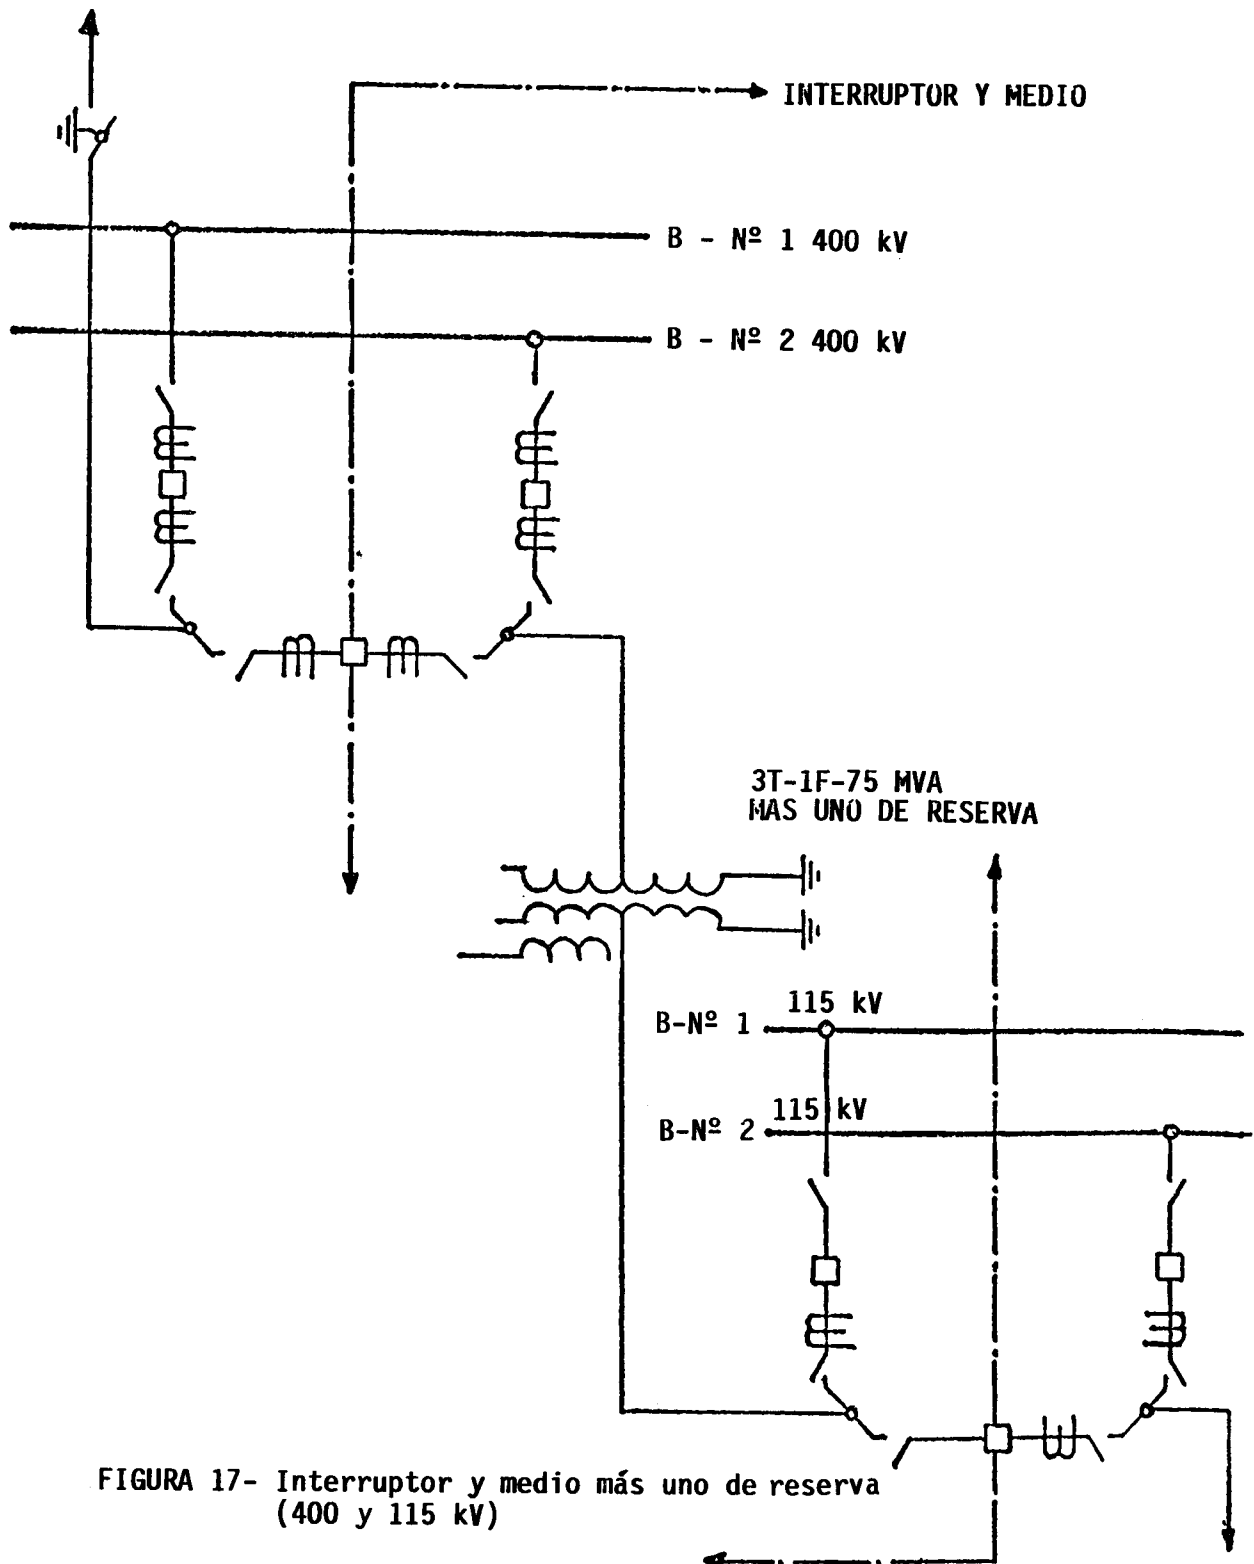 INTERRUPTOR Y MEDIO
B - Nº 1 400 kV
B - Nº 2 400 kV
3T-1F-75 MVA
MAS UNO DE RESERVA
115 kV
B-Nº 1
115 kV
B-Nº 2
FIGURA 17- Interruptor y medio más uno de reserva
(400 y 115 kV)